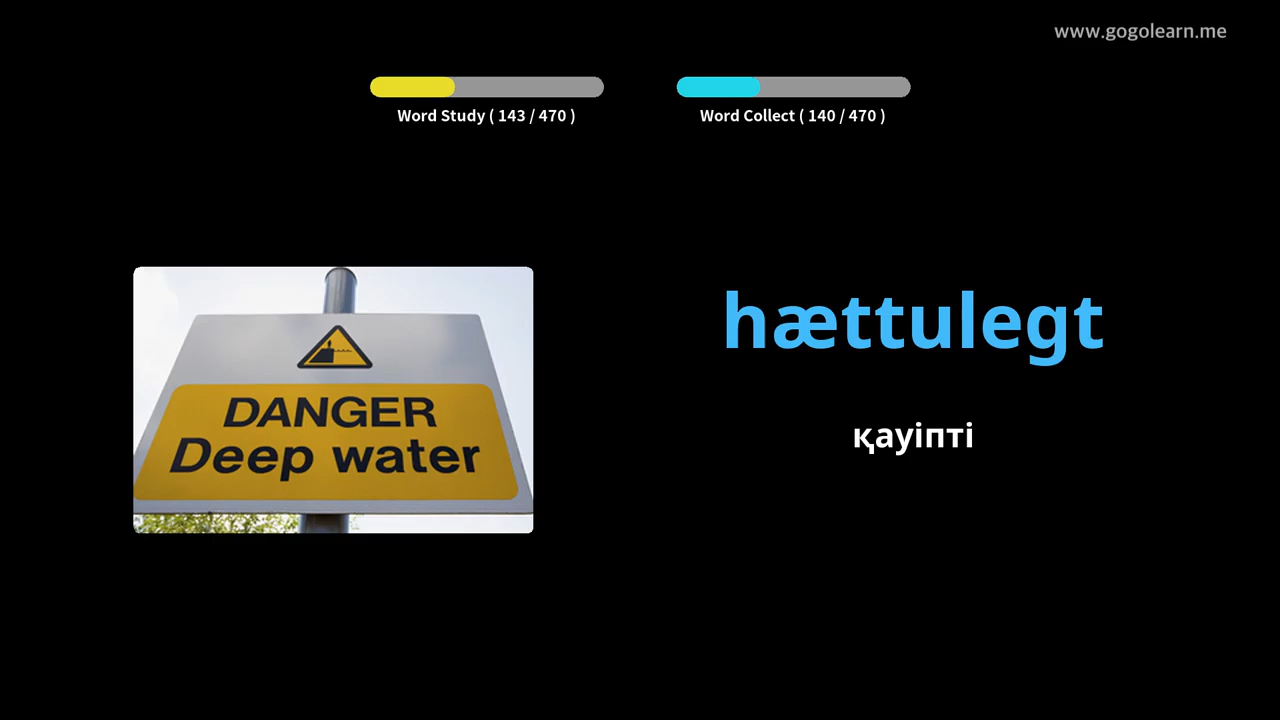 www.gogolearn.me
Word Study ( 143 / 470 )
Word Collect ( 140 / 470 )
DANGER
Deep water
hættulegt
қауіпті